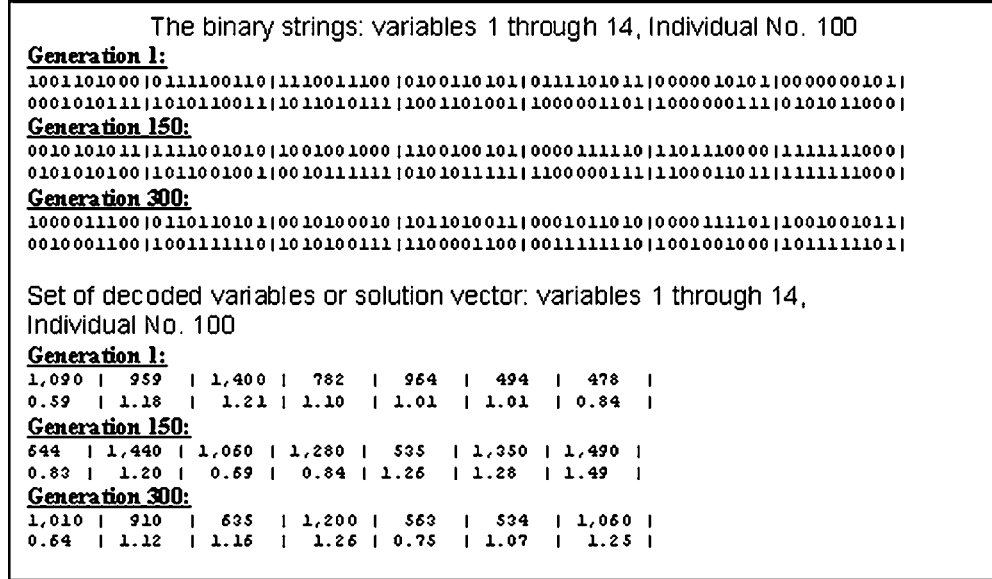 The binary strings: variables 1 through 14, Individual No. 100
Generation 1:
1001101000|0111100110|1110011100|0100110101|0111101011|0000010101|0000000101|
0001010111|1010110011|1011010111|1001101001|1000001101|1000000111|0101011000|
Generation 150:
0010101011|1111001010|1001001000|1100100101|0000111110|1101110000|1111111000|
0101010100|1011001001|0010111111|0101011111|1100000111|1100011011|1111111000|
Generation 300:
1000011100|0110110101|0010100010|1011010011|0001011010|0000111101|1001001011|
0010001100|1001111110|1010100111|1100001100|0011111110|1001001000|1011111101|
Set of decoded variables or solution vector: variables 1 through 14,
Individual No. 100
Generation 1:
1,090 | 959 | 1,400 | 782 | 964 | 494 | 478 |
0.59 | 1.18 | 1.21 | 1.10 | 1.01 | 1.01 | 0.84 |
Generation 150:
644 | 1,440 | 1,060 | 1,280 | 535 | 1,350 | 1,490 |
0.83 | 1.20 | 0.69 | 0.84 | 1.26 | 1.28 | 1.49 |
Generation 300:
1,010 | 910 | 635 | 1,200 | 563 | 534 | 1,060 |
0.64 | 1.12 | 1.16 | 1.26 | 0.75 | 1.07 | 1.25 |